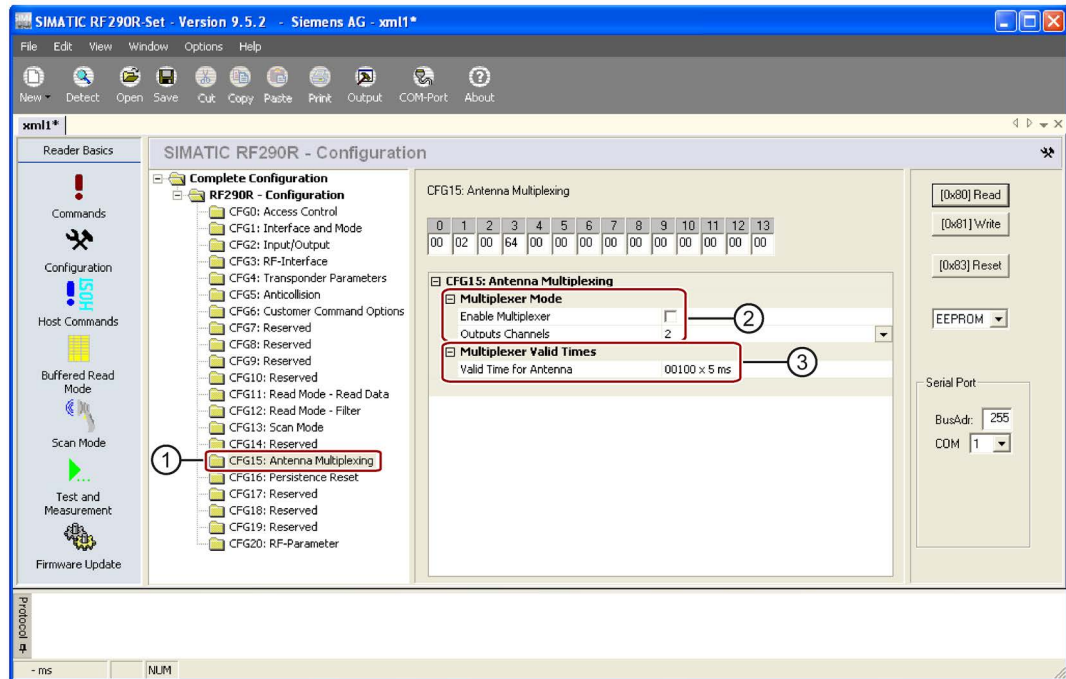 SIMATIC RF290R-Set - Version 9.5.2 - Siemens AG - xml1*
File Edit View Window Options Help
New Detect Open Save Cut Copy Paste Print Output COM-Port About
xml1*
Reader Basics
Commands
Configuration
HOST
Host Commands
Buffered Read
Mode
Scan Mode
Test and
Measurement
Firmware Update
SIMATIC RF290R - Configuration
Complete Configuration
RF290R - Configuration
CFG0: Access Control
CFG1: Interface and Mode
CFG2: Input/Output
CFG3: RF-Interface
CFG4: Transponder Parameters
CFG5: Anticollision
CFG6: Customer Command Options
CFG7: Reserved
CFG8: Reserved
CFG9: Reserved
CFG10: Reserved
CFG11: Read Mode - Read Data
CFG12: Read Mode - Filter
CFG13: Scan Mode
CFG14: Reserved
1 CFG15: Antenna Multiplexing
CFG16: Persistence Reset
CFG17: Reserved
CFG18: Reserved
CFG19: Reserved
CFG20: RF-Parameter
CFG15: Antenna Multiplexing
0 1 2 3 4 5 6 7 8 9 10 11 12 13
00 02 00 64 00 00 00 00 00 00 00 00 00 00
CFG15: Antenna Multiplexing
Multiplexer Mode
Enable Multiplexer 2
Outputs Channels 2
Multiplexer Valid Times
Valid Time for Antenna 00100 x 5 ms 3
[0x80] Read
[0x81] Write
[0x83] Reset
EEPROM
Serial Port
BusAdr: 255
COM 1
Protocol
- ms NUM